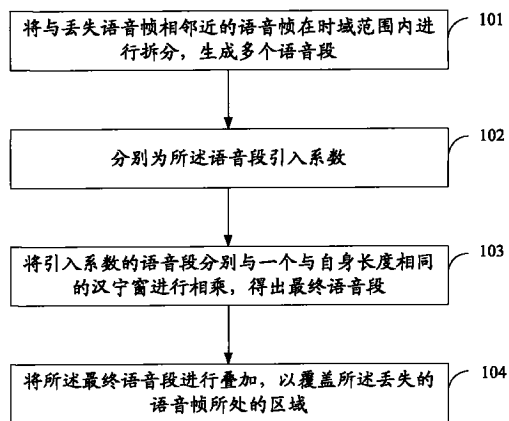 将与丢失语音帧相邻近的语音帧在时域范围内进
行拆分，生成多个语音段
101
分别为所述语音段引入系数
102
将引入系数的语音段分别与一个与自身长度相同
的汉宁窗进行相乘，得出最终语音段
103
将所述最终语音段进行叠加，以覆盖所述丢失的
语音帧所处的区域
104